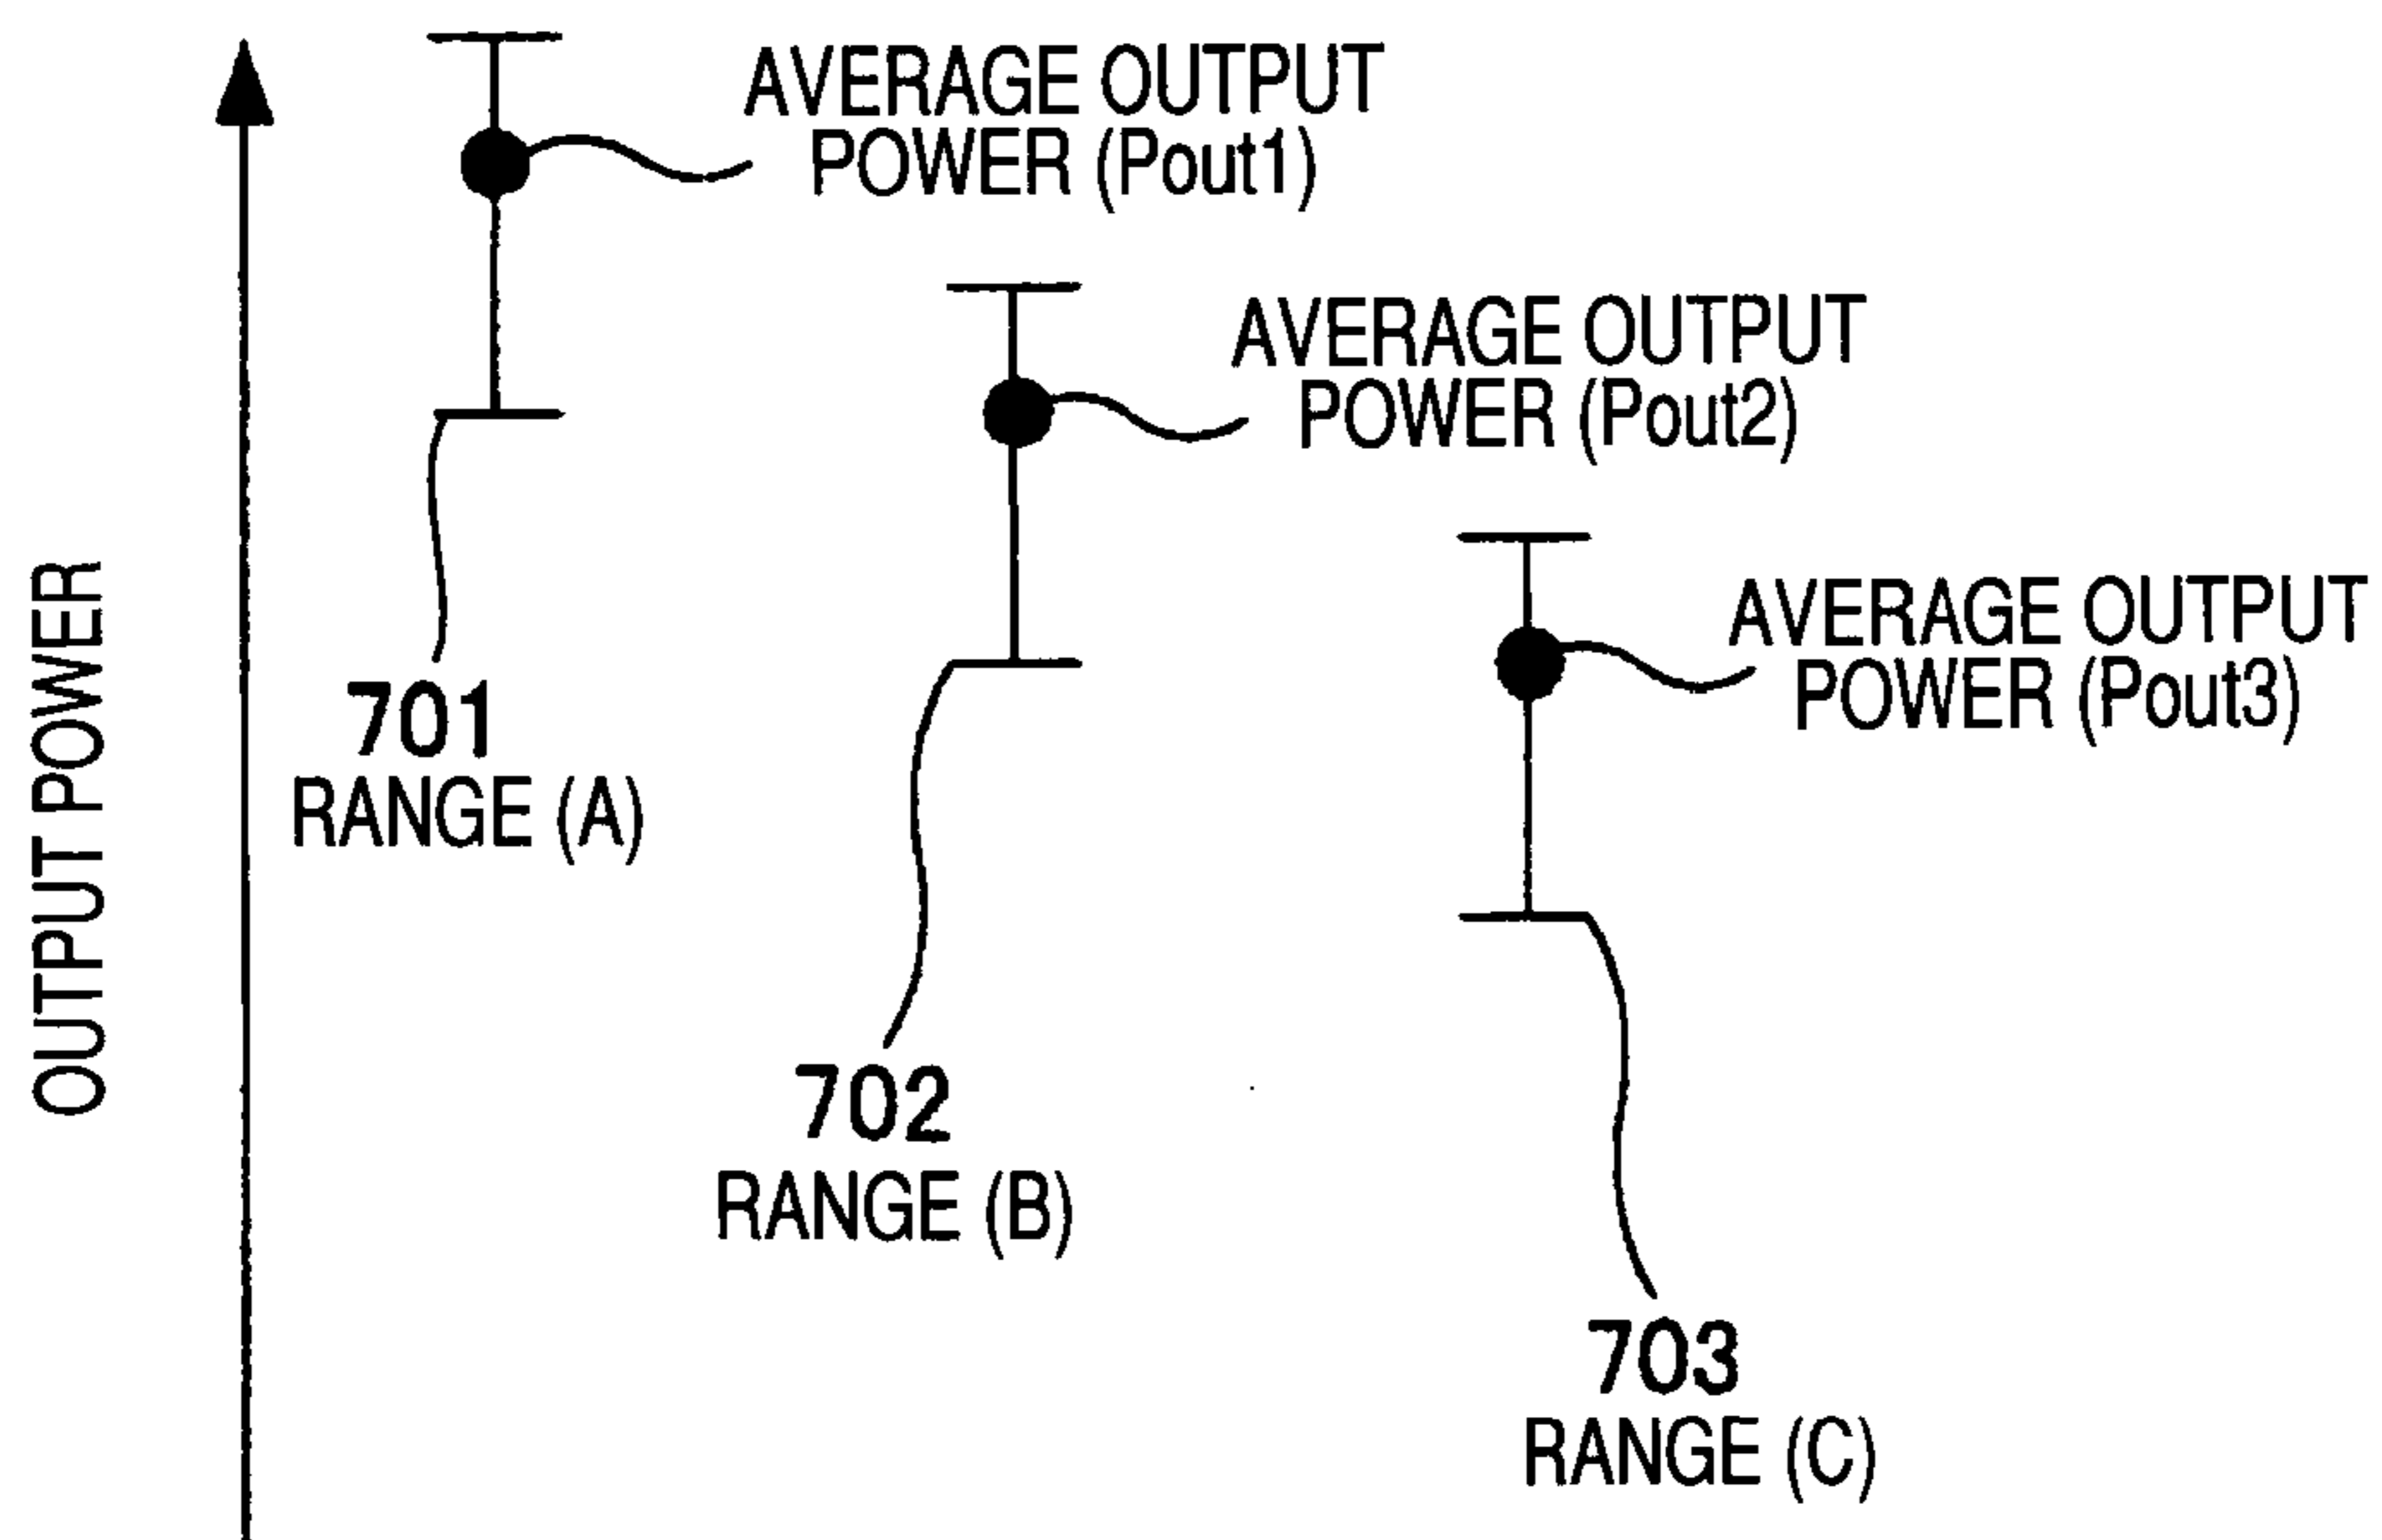 AVERAGE OUTPUT
POWER (Pout1)
AVERAGE OUTPUT
POWER (Pout2)
AVERAGE OUTPUT
POWER (Pout3)
OUTPUT POWER
701
RANGE (A)
702
RANGE (B)
703
RANGE (C)